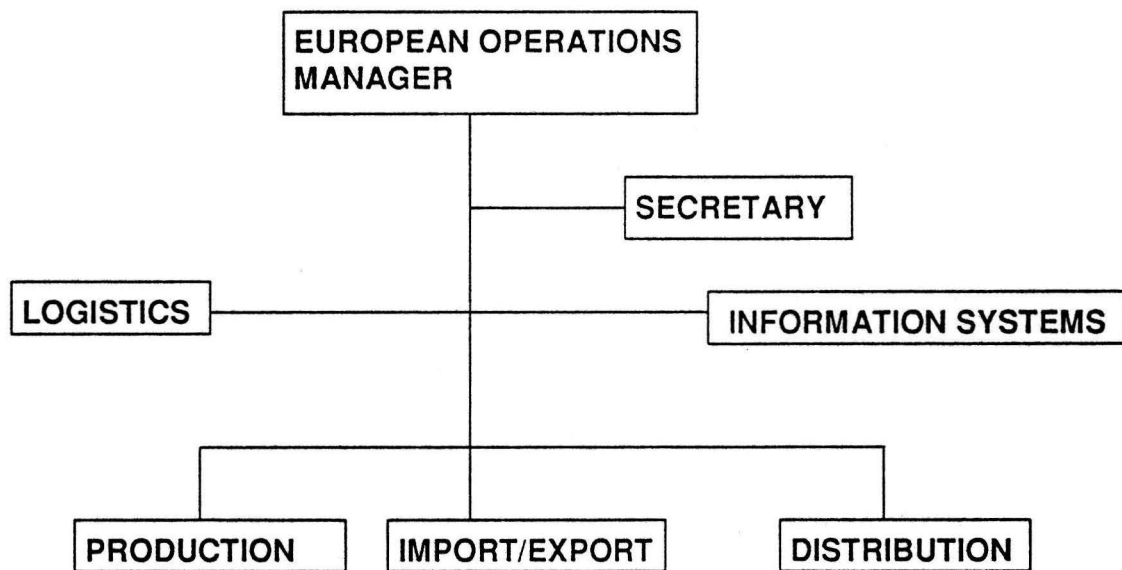 EUROPEAN OPERATIONS
MANAGER
SECRETARY
LOGISTICS
INFORMATION SYSTEMS
PRODUCTION
IMPORT/EXPORT
DISTRIBUTION